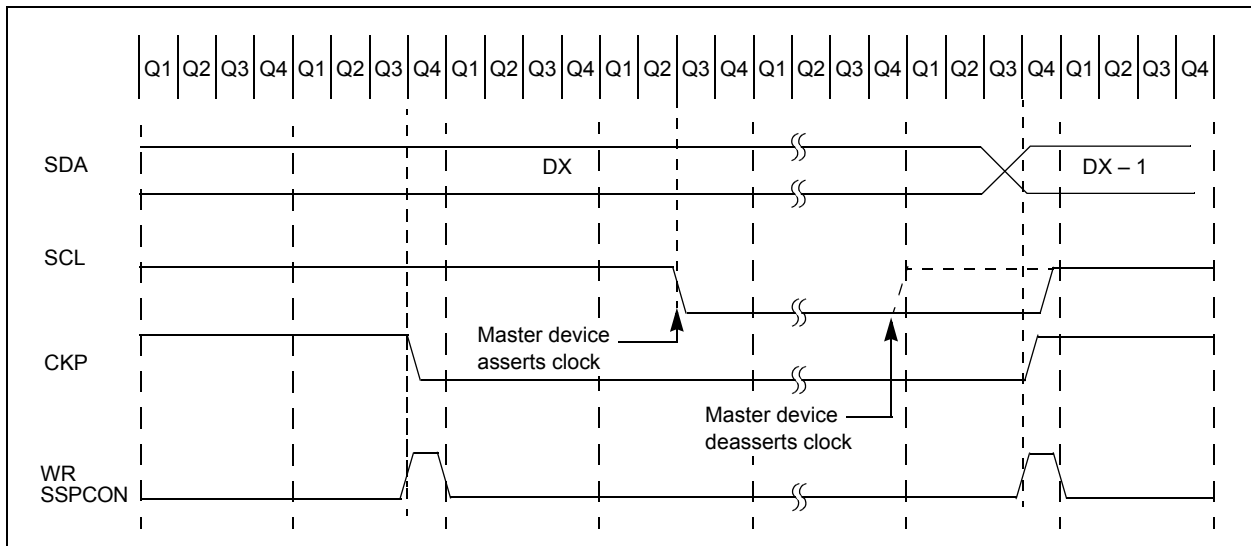 Q1 Q2 Q3 Q4 Q1 Q2 Q3 Q4 Q1 Q2 Q3 Q4 Q1 Q2 Q3 Q4 Q1 Q2 Q3 Q4 Q1 Q2 Q3 Q4 Q1 Q2 Q3 Q4
SDA
DX
DX – 1
SCL
Master device
asserts clock
CKP
Master device
deasserts clock
WR
SSPCON